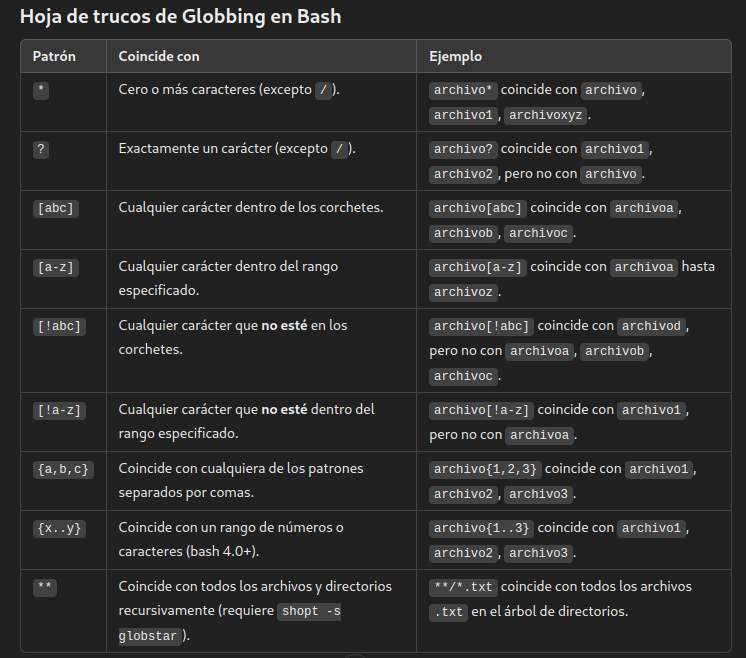 Hoja de trucos de Globbing en Bash
Patrón Coincide con Ejemplo
* Cero o más caracteres (excepto / ). archivo* coincide con archivo ,
archivo1 , archivoxyz .
? Exactamente un carácter (excepto / ). archivo? coincide con archivo1 ,
archivo2 , pero no con archivo .
[abc] Cualquier carácter dentro de los corchetes. archivo[abc] coincide con archivoa ,
archivob , archivoc .
[a-z] Cualquier carácter dentro del rango archivo[a-z] coincide con archivoa hasta
especificado. archivoz .
[!abc] Cualquier carácter que no esté en los archivo[!abc] coincide con archivod ,
corchetes. pero no con archivoa , archivob ,
archivoc .
[!a-z] Cualquier carácter que no esté dentro del archivo[!a-z] coincide con archivo1 ,
rango especificado. pero no con archivoa .
{a,b,c} Coincide con cualquiera de los patrones archivo{1,2,3} coincide con archivo1 ,
separados por comas. archivo2 , archivo3 .
{x..y} Coincide con un rango de números o archivo{1..3} coincide con archivo1 ,
caracteres (bash 4.0+). archivo2 , archivo3 .
** Coincide con todos los archivos y directorios **/*.txt coincide con todos los archivos
recursivamente (requiere shopt -s .txt en el árbol de directorios.
globstar ).